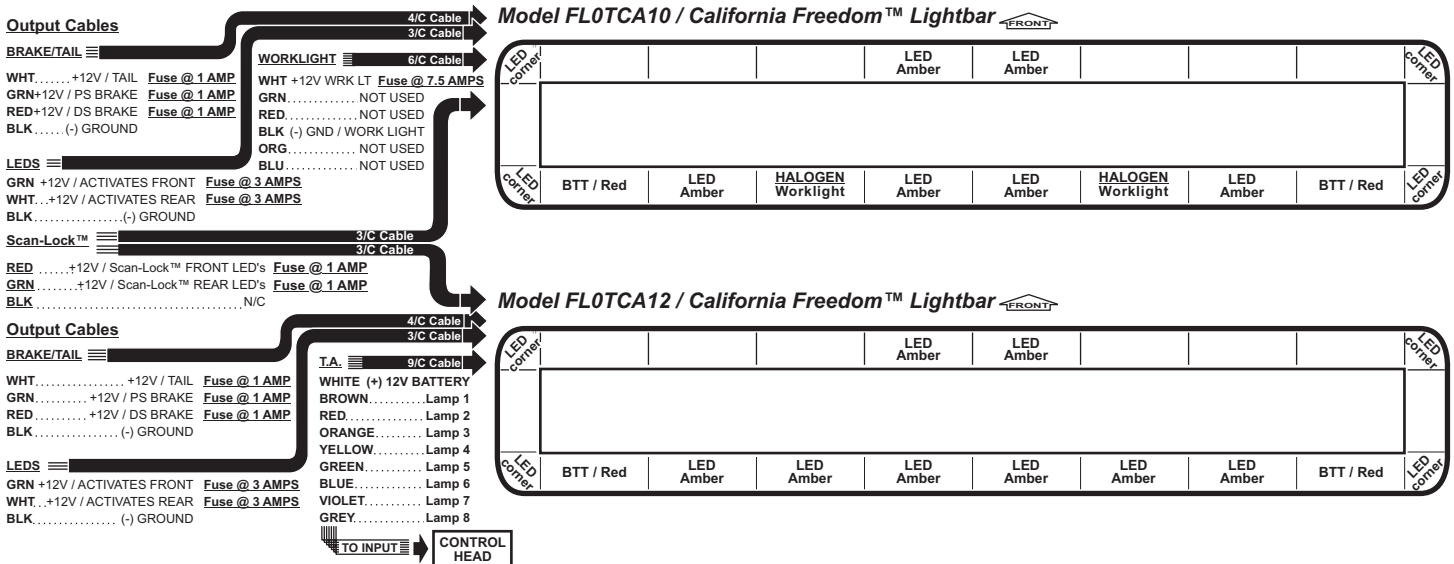 Output Cables
BRAKE/TAIL
4/C Cable
3/C Cable
WHT.......+12V / TAIL Fuse @ 1 AMP
GRN+12V / PS BRAKE Fuse @ 1 AMP
RED+12V / DS BRAKE Fuse @ 1 AMP
BLK......(-) GROUND
WORKLIGHT 6/C Cable
WHT +12V WRK LT Fuse @ 7.5 AMPS
GRN.............NOT USED
RED..............NOT USED
BLK (-) GND / WORK LIGHT
ORG..............NOT USED
BLU..............NOT USED
LEDS
GRN +12V / ACTIVATES FRONT Fuse @ 3 AMPS
WHT...+12V / ACTIVATES REAR Fuse @ 3 AMPS
BLK.................(-) GROUND
Scan-Lock™ 3/C Cable
3/C Cable
RED .......+12V / Scan-Lock™ FRONT LED's Fuse @ 1 AMP
GRN ........+12V / Scan-Lock™ REAR LED's Fuse @ 1 AMP
BLK................................N/C
Model FL0TCA10 / California Freedom™ Lightbar FRONT
LED corner
LED Amber
LED Amber
LED corner
LED corner
BTT / Red
LED Amber
HALOGEN Worklight
LED Amber
LED Amber
HALOGEN Worklight
LED Amber
BTT / Red
LED corner
Output Cables
BRAKE/TAIL
4/C Cable
3/C Cable
WHT................. +12V / TAIL Fuse @ 1 AMP
GRN.......... +12V / PS BRAKE Fuse @ 1 AMP
RED.......... +12V / DS BRAKE Fuse @ 1 AMP
BLK................ (-) GROUND
LEDS
GRN +12V / ACTIVATES FRONT Fuse @ 3 AMPS
WHT...+12V / ACTIVATES REAR Fuse @ 3 AMPS
BLK................ (-) GROUND
T.A. 9/C Cable
WHITE (+) 12V BATTERY
BROWN...........Lamp 1
RED................Lamp 2
ORANGE.........Lamp 3
YELLOW..........Lamp 4
GREEN............Lamp 5
BLUE..............Lamp 6
VIOLET...........Lamp 7
GREY..............Lamp 8
TO INPUT
CONTROL
HEAD
Model FL0TCA12 / California Freedom™ Lightbar FRONT
LED corner
LED Amber
LED Amber
LED corner
LED corner
BTT / Red
LED Amber
LED Amber
LED Amber
LED Amber
LED Amber
LED Amber
BTT / Red
LED corner